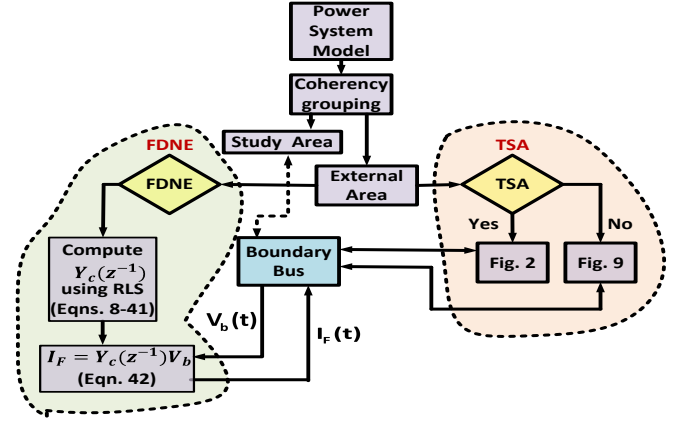 Power
System
Model
Coherency
grouping
Study Area
External
Area
FDNE
FDNE
Compute
Y_c(z^{-1})
using RLS
(Eqns. 8-41)
I_F = Y_c(z^{-1})V_b
(Eqn. 42)
Boundary
Bus
V_b(t)
I_F(t)
TSA
TSA
Yes
No
Fig. 2
Fig. 9